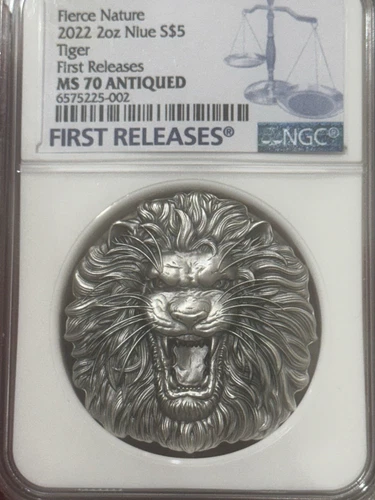 Fierce Nature
2022 2oz Niue S$5
Tiger
First Releases
MS 70 ANTIQUED
6575225-002
FIRST RELEASES®
NGC®